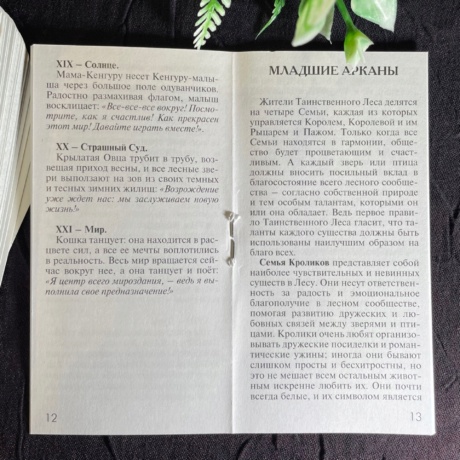 XIX – Солнце.
Мама-Кенгуру несет Кенгуру-малы-
ша через большое поле одуванчиков.
Радостно размахивая флагом, малыш
восклицает: «Все-все-все вокруг! Посмо-
трите, как я счастлив! Как прекрасен
этот мир! Давайте играть вместе!».
XX – Страшный Суд.
Крылатая Овца трубит в трубу, возве-
щая приход весны, и все лесные зве-
ри выползают на зов из своих темных
и тесных зимних жилищ: «Возрождение
уже ждет нас: мы заслуживаем новую
жизнь!»
XXI – Мир.
Кошка танцует: она находится в рас-
цвете сил, а все ее мечты воплотились
в реальность. Весь мир вращается сей-
час вокруг нее, а она танцует и поёт:
«Я центр всего мироздания, – ведь я вы-
полнила свое предназначение!»
12
МЛАДШИЕ АРКАНЫ
Жители Таинственного Леса делятся
на четыре Семьи, каждая из которых
управляется Королем, Королевой и им
Рыцарем и Пажом. Только когда все
Семьи находятся в гармонии, обще-
ство будет процветающим и счаст-
ливым. А каждый зверь или птица
должны вносить посильный вклад в
благосостояние всего лесного сообще-
ства – согласно собственной природе
и тем особым талантам, которыми он
или она обладает. Ведь первое прави-
ло Таинственного Леса гласит, что та-
ланты каждого существа должны быть
использованы наилучшим образом на
благо всех.
Семья Кроликов представляет собой
наиболее чувствительных и невинных
существ в Лесу. Они несут ответствен-
ность за радость и эмоциональное
благополучие в лесном сообществе,
помогая развитию дружеских и лю-
бовных связей между зверями и пти-
цами. Кролики очень любят организо-
вывать дружеские посиделки и роман-
тические ужины; иногда они бывают
слишком просты и бесхитростны, но
это не мешает всем остальным живот-
ным искренне любить их. Они почти
всегда белые, и их символом является
13